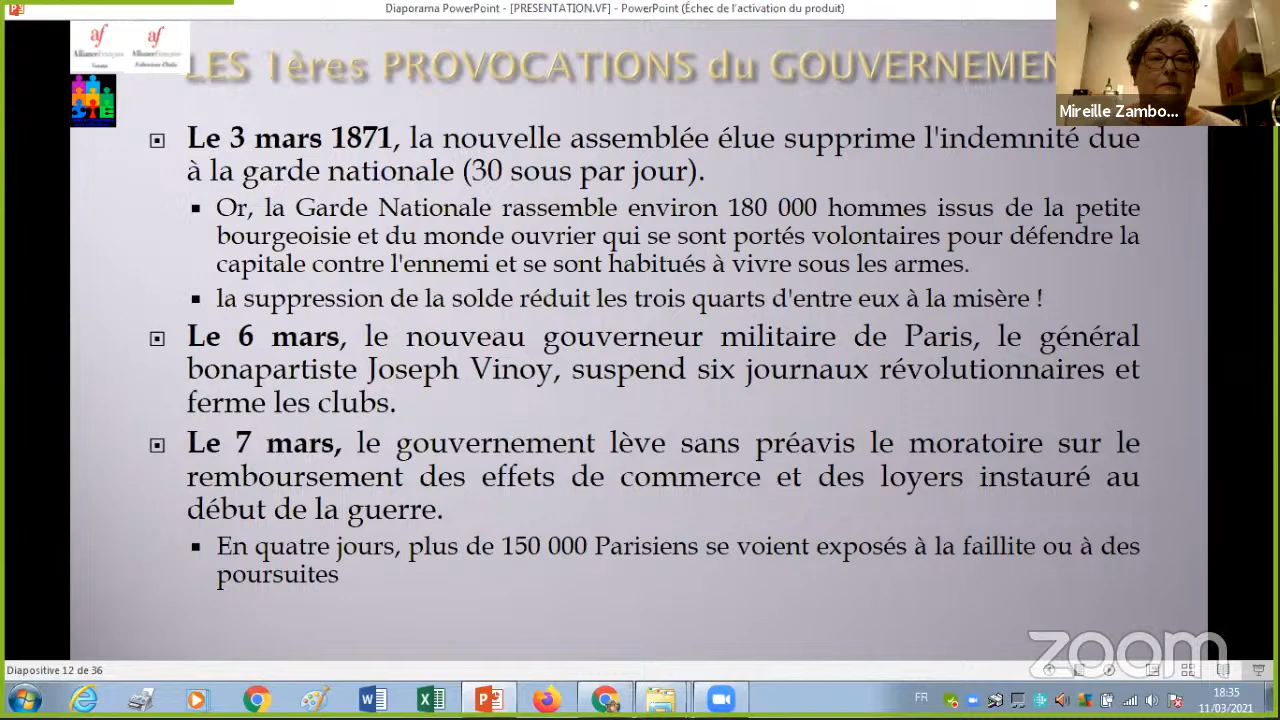 Diaporama PowerPoint - [PRESENTATION.VF] - PowerPoint (Échec de l'activation du produit)
af af
AllianceFrançaise
LES 1ères PROVOCATIONS du GOUVERNEMEN
Mireille Zambo...
Le 3 mars 1871, la nouvelle assemblée élue supprime l'indemnité due
à la garde nationale (30 sous par jour).
Or, la Garde Nationale rassemble environ 180 000 hommes issus de la petite
bourgeoisie et du monde ouvrier qui se sont portés volontaires pour défendre la
capitale contre l'ennemi et se sont habitués à vivre sous les armes.
la suppression de la solde réduit les trois quarts d'entre eux à la misère !
Le 6 mars, le nouveau gouverneur militaire de Paris, le général
bonapartiste Joseph Vinoy, suspend six journaux révolutionnaires et
ferme les clubs.
Le 7 mars, le gouvernement lève sans préavis le moratoire sur le
remboursement des effets de commerce et des loyers instauré au
début de la guerre.
En quatre jours, plus de 150 000 Parisiens se voient exposés à la faillite ou à des
poursuites
zoom
Diapositive 12 de 36
FR
18:35
11/03/2021